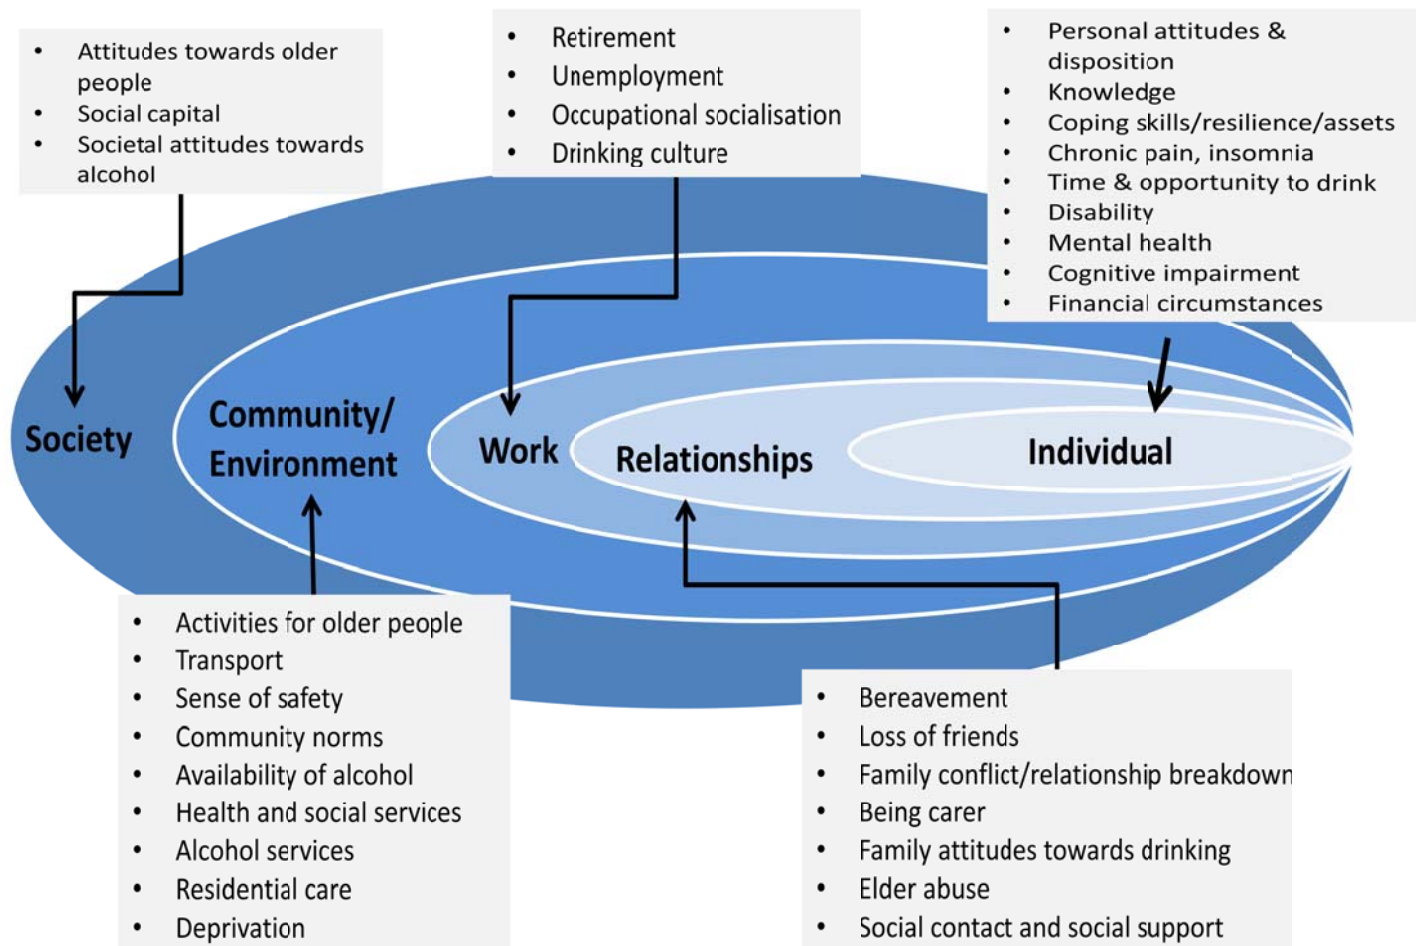 • Attitudes towards older
people
• Social capital
• Societal attitudes towards
alcohol
• Retirement
• Unemployment
• Occupational socialisation
• Drinking culture
• Personal attitudes &
disposition
• Knowledge
• Coping skills/resilience/assets
• Chronic pain, insomnia
• Time & opportunity to drink
• Disability
• Mental health
• Cognitive impairment
• Financial circumstances
Society
Community/
Environment
Work
Relationships
Individual
• Activities for older people
• Transport
• Sense of safety
• Community norms
• Availability of alcohol
• Health and social services
• Alcohol services
• Residential care
• Deprivation
• Bereavement
• Loss of friends
• Family conflict/relationship breakdown
• Being carer
• Family attitudes towards drinking
• Elder abuse
• Social contact and social support